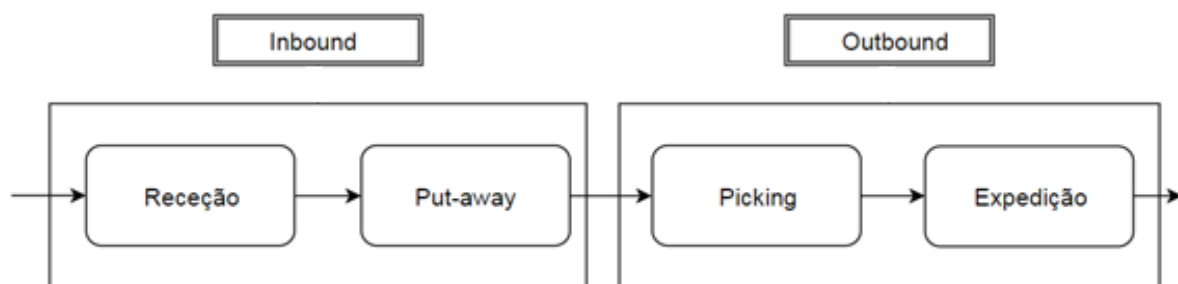 Inbound
Outbound
Receção
Put-away
Picking
Expedição